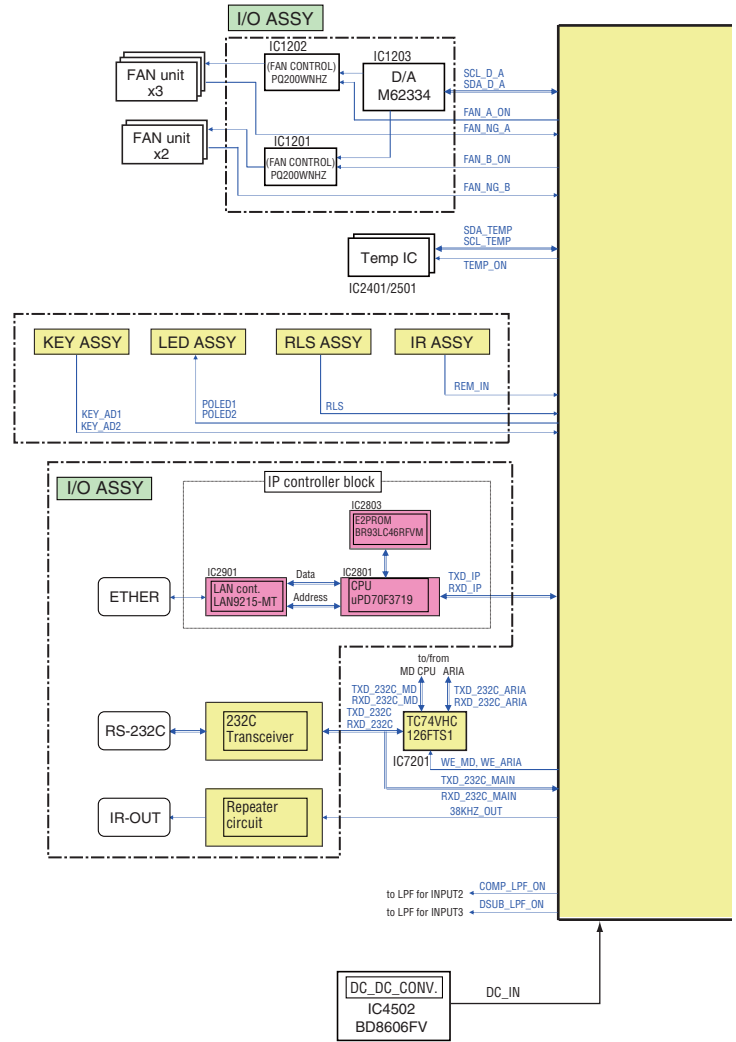 I/O ASSY
IC1202
(FAN CONTROL)
PQ200WNHZ
IC1203
D/A
M62334
FAN unit
x3
SCL_D_A
SDA_D_A
FAN_A_ON
FAN_NG_A
FAN unit
x2
IC1201
(FAN CONTROL)
PQ200WNHZ
FAN_B_ON
FAN_NG_B
Temp IC
IC2401/2501
SDA_TEMP
SCL_TEMP
TEMP_ON
KEY ASSY
LED ASSY
RLS ASSY
IR ASSY
REM_IN
KEY_AD1
KEY_AD2
POLED1
POLED2
RLS
I/O ASSY
IP controller block
IC2803
E2PROM
BR93LC46RFVM
IC2901
LAN cont.
LAN9215-MT
Data
Address
IC2801
CPU
uPD70F3719
TXD_IP
RXD_IP
ETHER
to/from
MD CPU
ARIA
TXD_232C_MD
RXD_232C_MD
TXD_232C_ARIA
RXD_232C_ARIA
TXD_232C
RXD_232C
RS-232C
232C
Transceiver
TC74VHC
126FTS1
IC7201
WE_MD, WE_ARIA
TXD_232C_MAIN
RXD_232C_MAIN
IR-OUT
Repeater
circuit
38KHZ_OUT
to LPF for INPUT2
COMP_LPF_ON
to LPF for INPUT3
DSUB_LPF_ON
DC_DC_CONV.
IC4502
BD8606FV
DC_IN